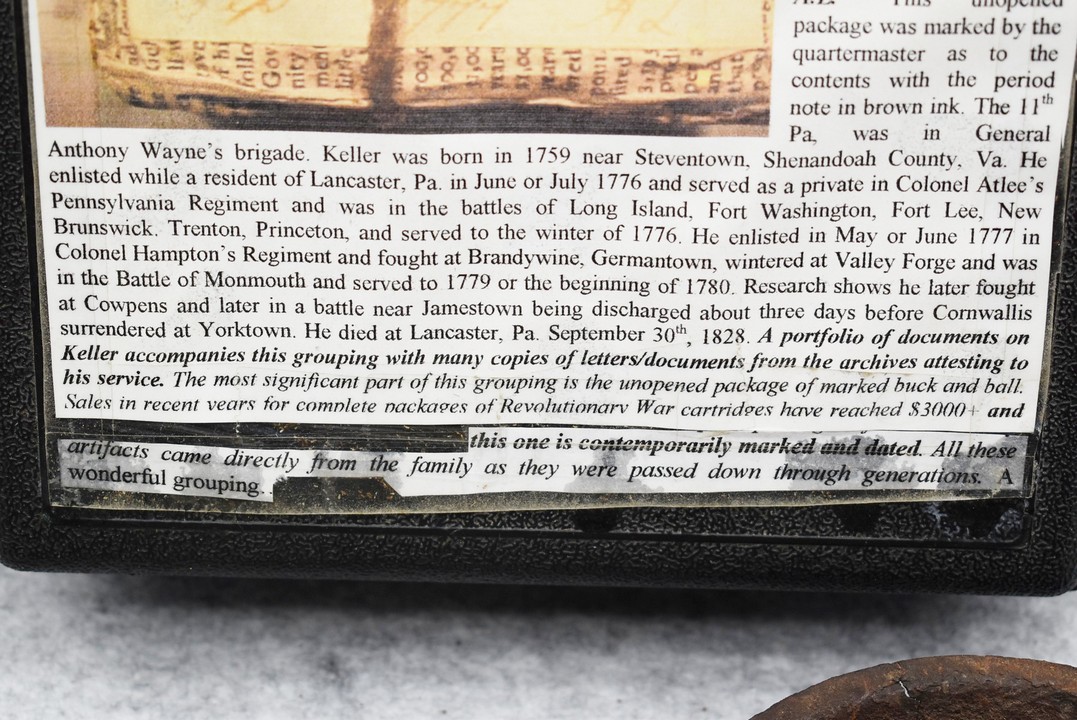 A.L. This unopened
package was marked by the
quartermaster as to the
contents with the period
note in brown ink. The 11th
Pa, was in General
Anthony Wayne's brigade. Keller was born in 1759 near Steventown, Shenandoah County, Va. He
enlisted while a resident of Lancaster, Pa. in June or July 1776 and served as a private in Colonel Atlee's
Pennsylvania Regiment and was in the battles of Long Island, Fort Washington, Fort Lee, New
Brunswick. Trenton, Princeton, and served to the winter of 1776. He enlisted in May or June 1777 in
Colonel Hampton's Regiment and fought at Brandywine, Germantown, wintered at Valley Forge and was
in the Battle of Monmouth and served to 1779 or the beginning of 1780. Research shows he later fought
at Cowpens and later in a battle near Jamestown being discharged about three days before Cornwallis
surrendered at Yorktown. He died at Lancaster, Pa. September 30th, 1828. A portfolio of documents on
Keller accompanies this grouping with many copies of letters/documents from the archives attesting to
his service. The most significant part of this grouping is the unopened package of marked buck and ball.
Sales in recent years for complete packages of Revolutionary War cartridges have reached $3000+ and
this one is contemporarily marked and dated. All these
artifacts came directly from the family as they were passed down through generations. A
wonderful grouping.